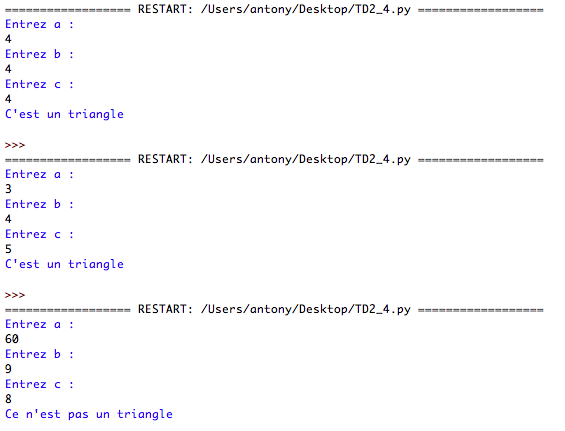 ================== RESTART: /Users/antony/Desktop/TD2_4.py ==================
Entrez a :
4
Entrez b :
4
Entrez c :
4
C'est un triangle
>>>
================== RESTART: /Users/antony/Desktop/TD2_4.py ==================
Entrez a :
3
Entrez b :
4
Entrez c :
5
C'est un triangle
>>>
================== RESTART: /Users/antony/Desktop/TD2_4.py ==================
Entrez a :
60
Entrez b :
9
Entrez c :
8
Ce n'est pas un triangle